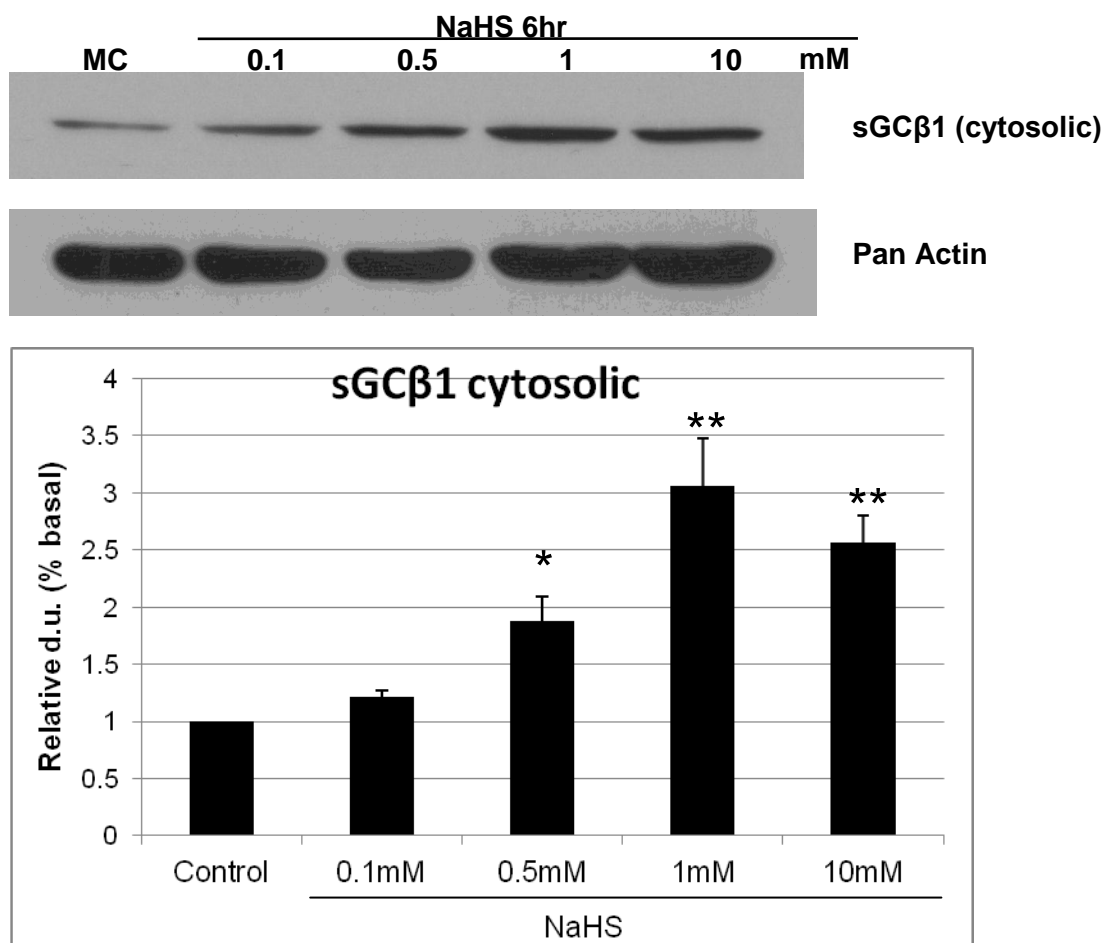 NaHS 6hr
MC 0.1 0.5 1 10 mM
sGCβ1 (cytosolic)
Pan Actin
sGCβ1 cytosolic
Relative d.u. (% basal)
4
3.5
3
2.5
2
1.5
1
0.5
0
**
**
*
Control 0.1mM 0.5mM 1mM 10mM
NaHS